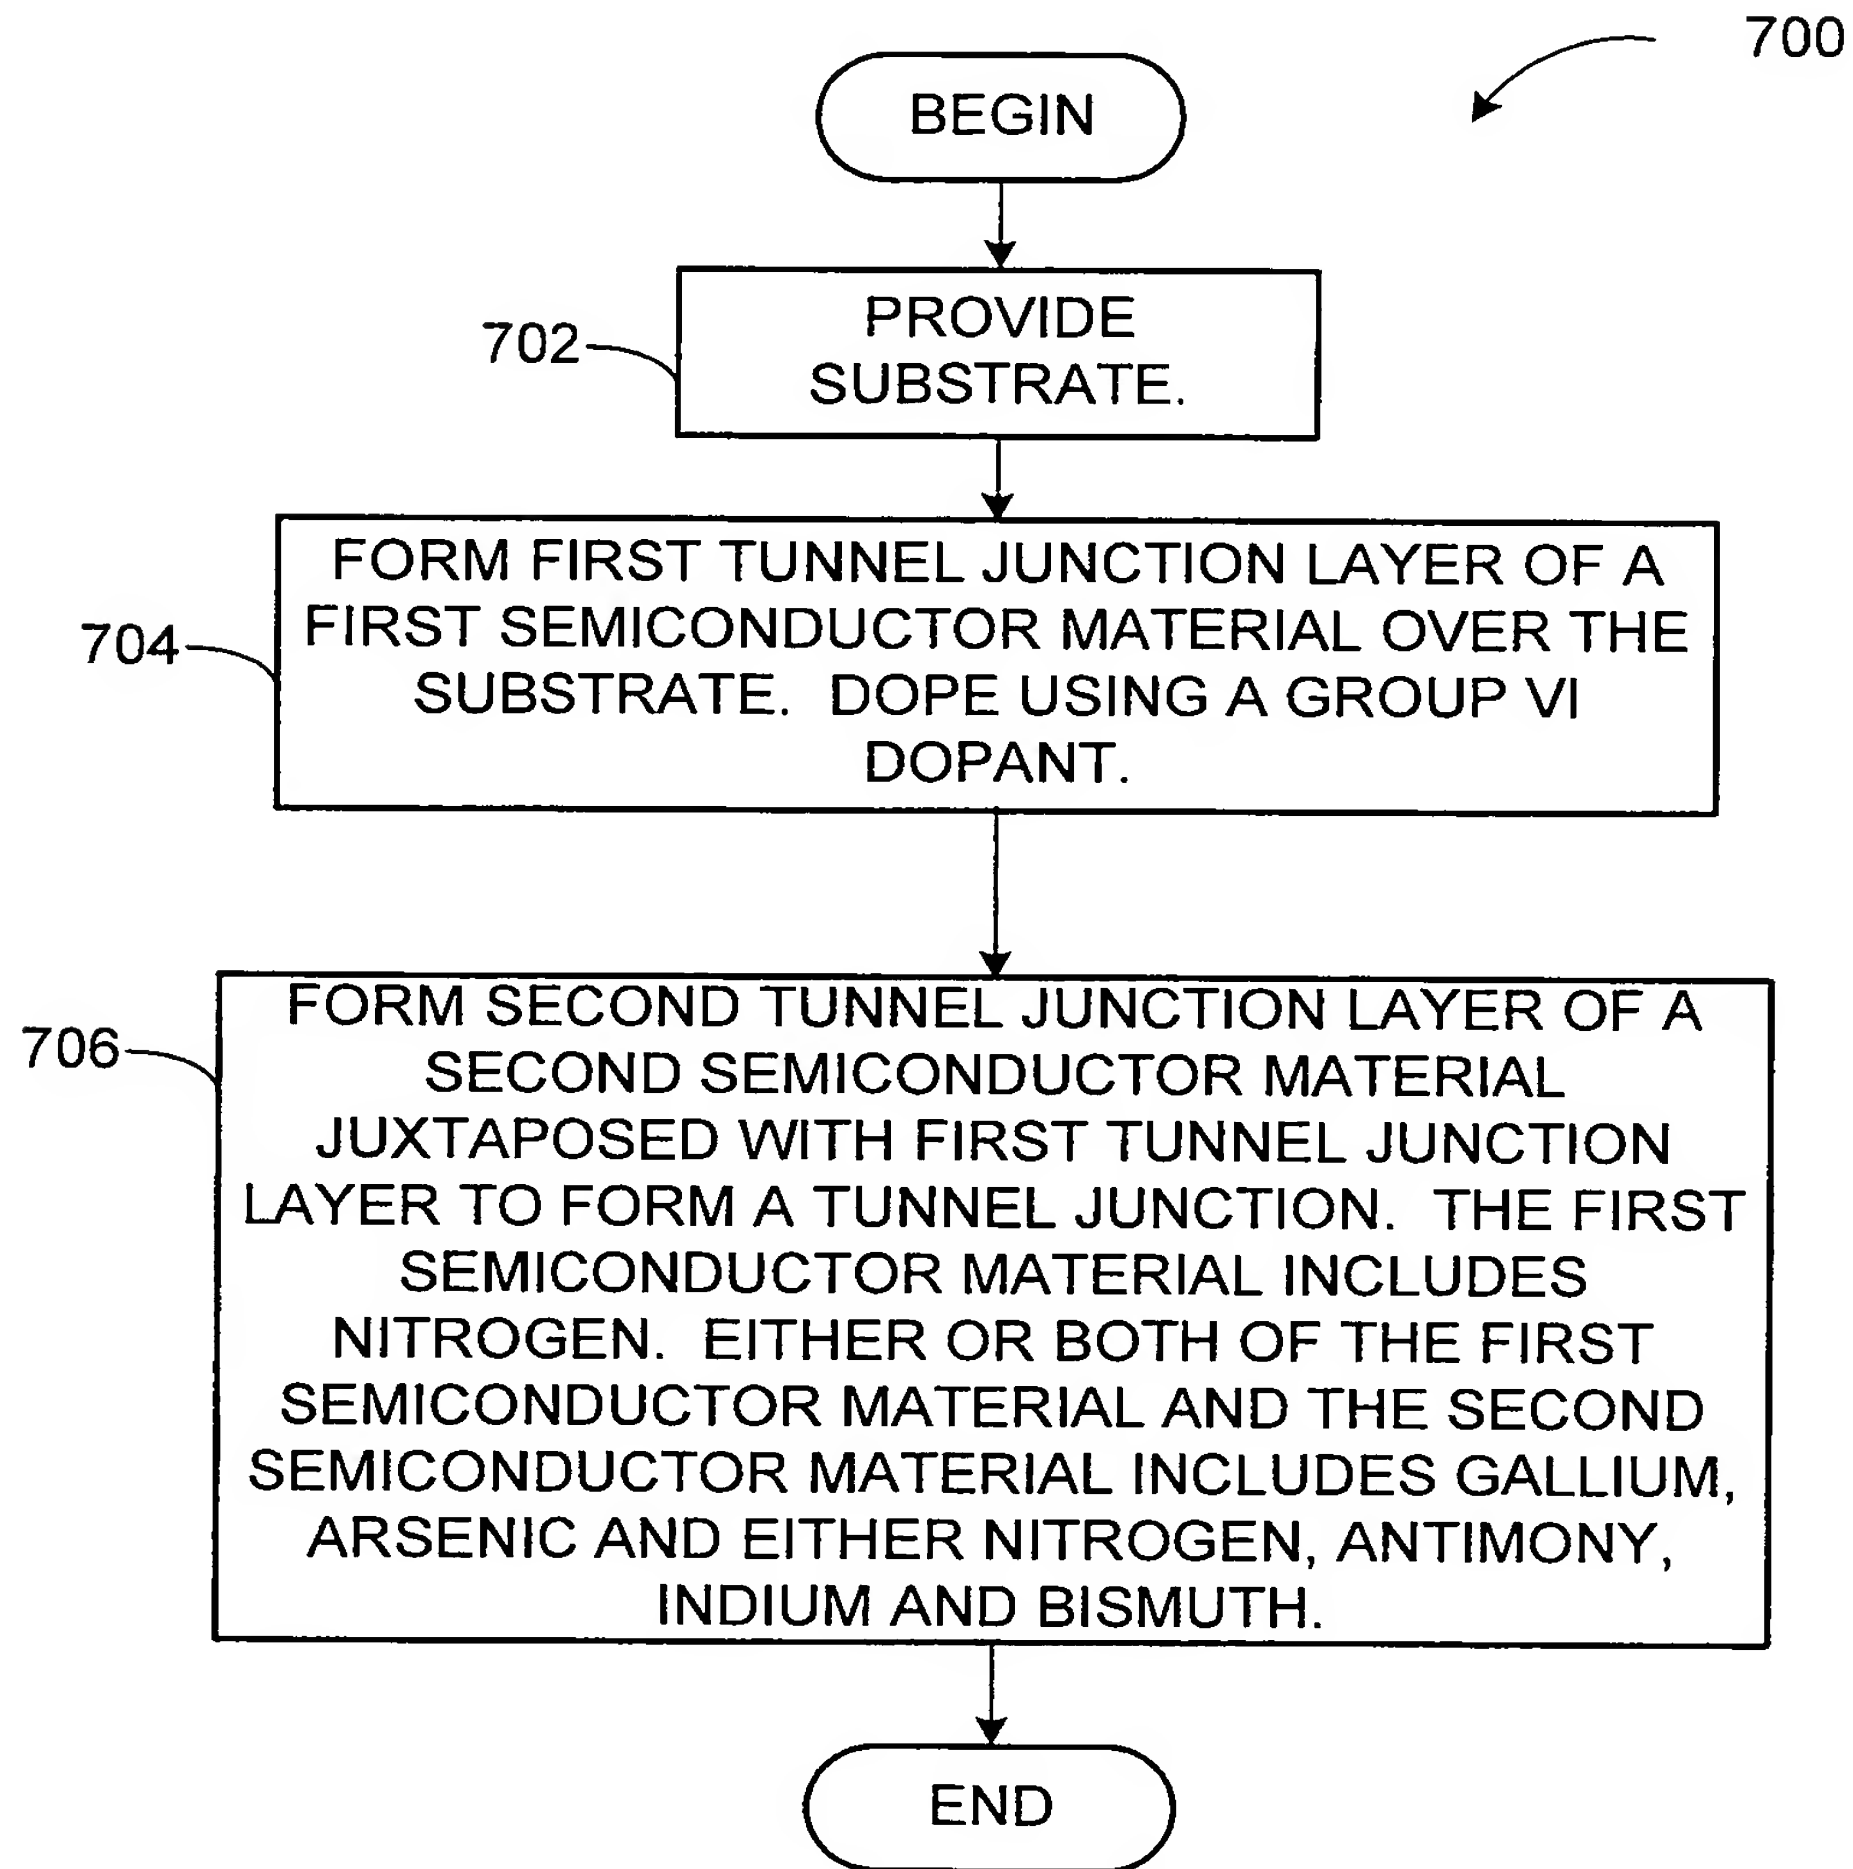 700
BEGIN
PROVIDE
SUBSTRATE.
702
FORM FIRST TUNNEL JUNCTION LAYER OF A
FIRST SEMICONDUCTOR MATERIAL OVER THE
SUBSTRATE. DOPE USING A GROUP VI
DOPANT.
704
FORM SECOND TUNNEL JUNCTION LAYER OF A
SECOND SEMICONDUCTOR MATERIAL
JUXTAPOSED WITH FIRST TUNNEL JUNCTION
LAYER TO FORM A TUNNEL JUNCTION. THE FIRST
SEMICONDUCTOR MATERIAL INCLUDES
NITROGEN. EITHER OR BOTH OF THE FIRST
SEMICONDUCTOR MATERIAL AND THE SECOND
SEMICONDUCTOR MATERIAL INCLUDES GALLIUM,
ARSENIC AND EITHER NITROGEN, ANTIMONY,
INDIUM AND BISMUTH.
706
END